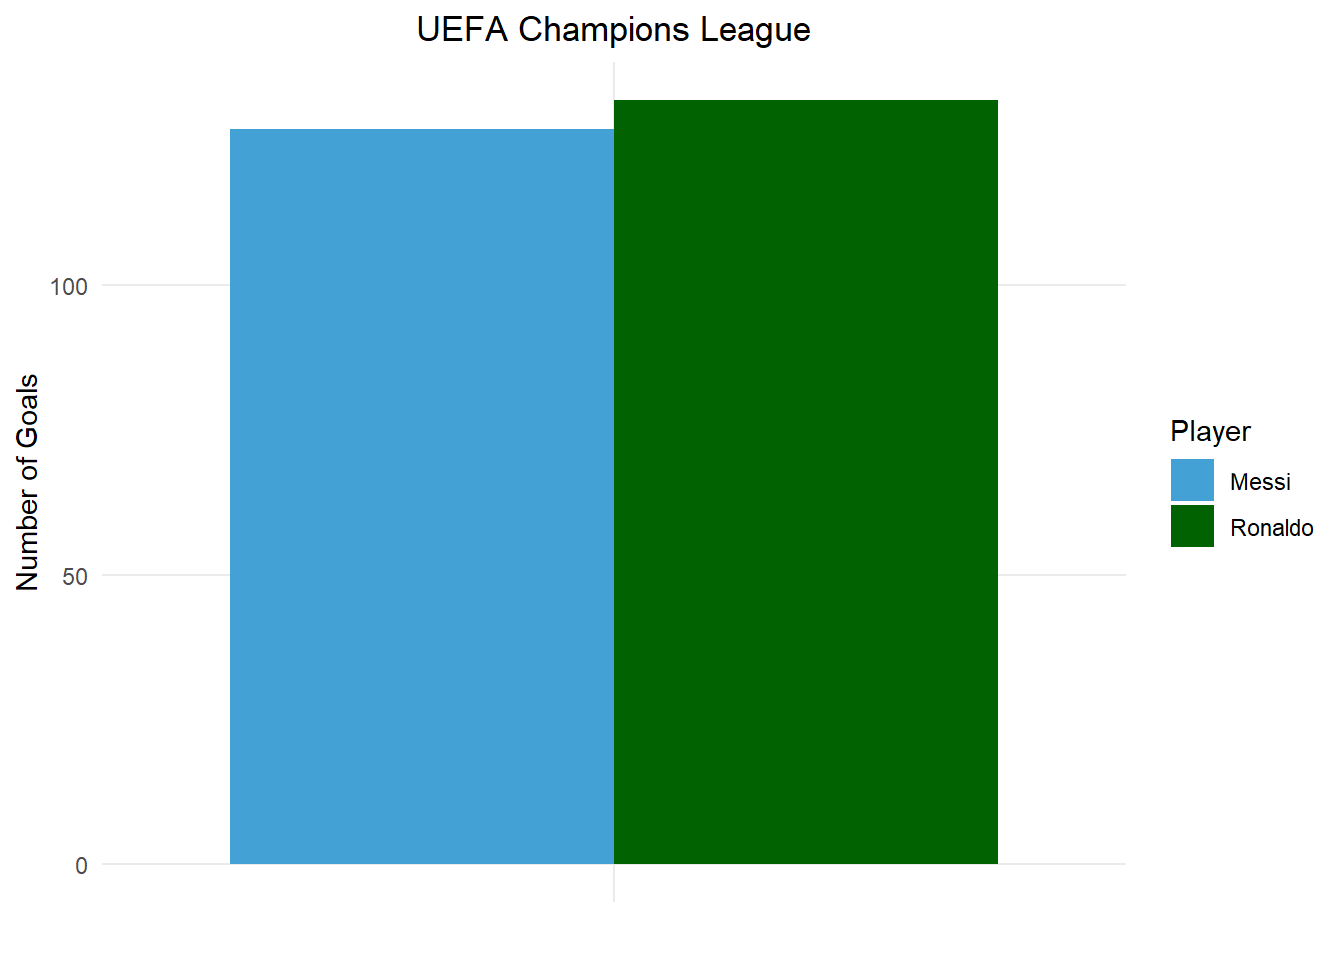 UEFA Champions League
Number of Goals
100
50
0
Player
Messi
Ronaldo